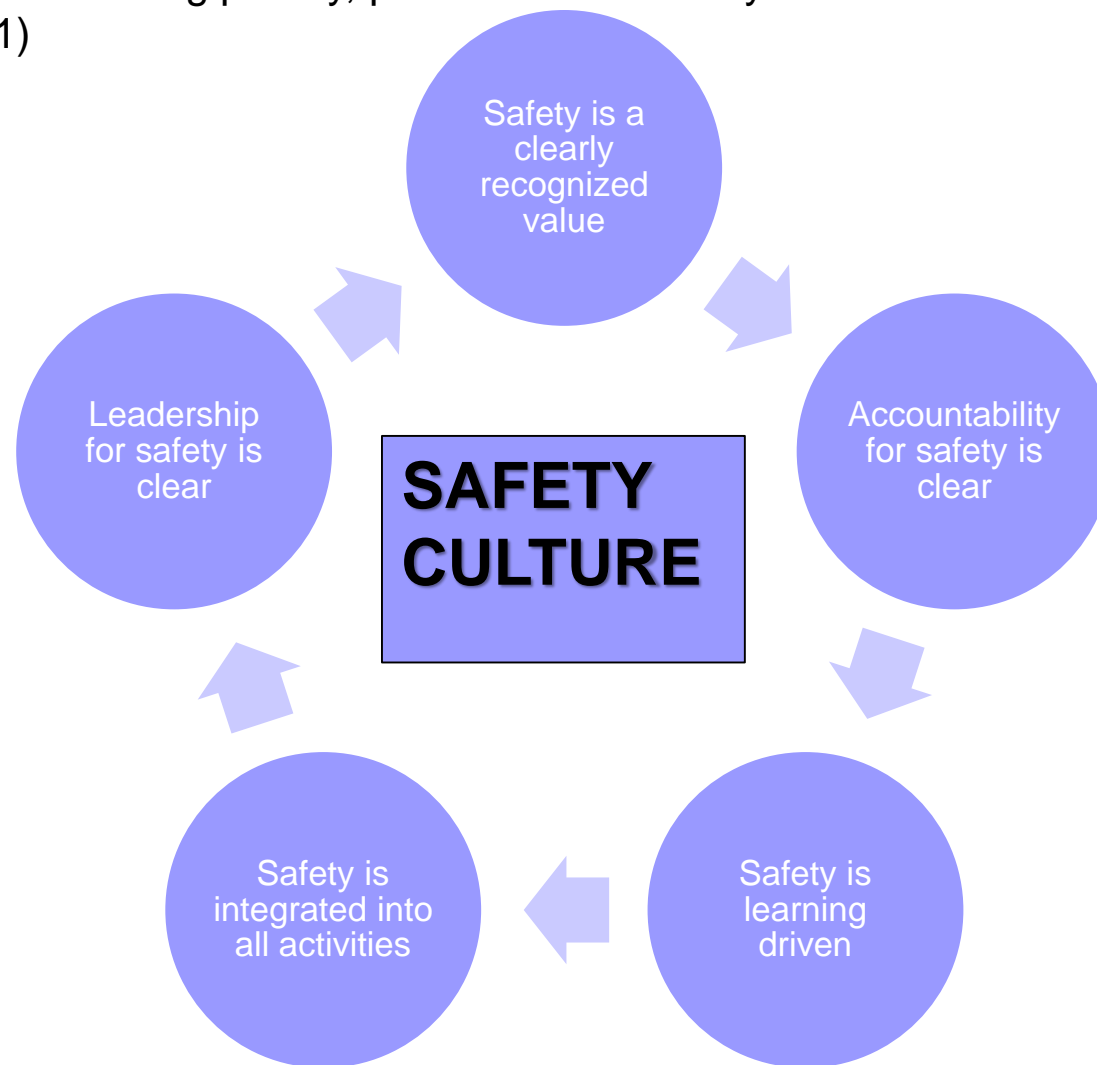 1)
Safety is a
clearly
recognized
value
Leadership
for safety is
clear
Accountability
for safety is
clear
SAFETY
CULTURE
Safety is
integrated into
all activities
Safety is
learning
driven